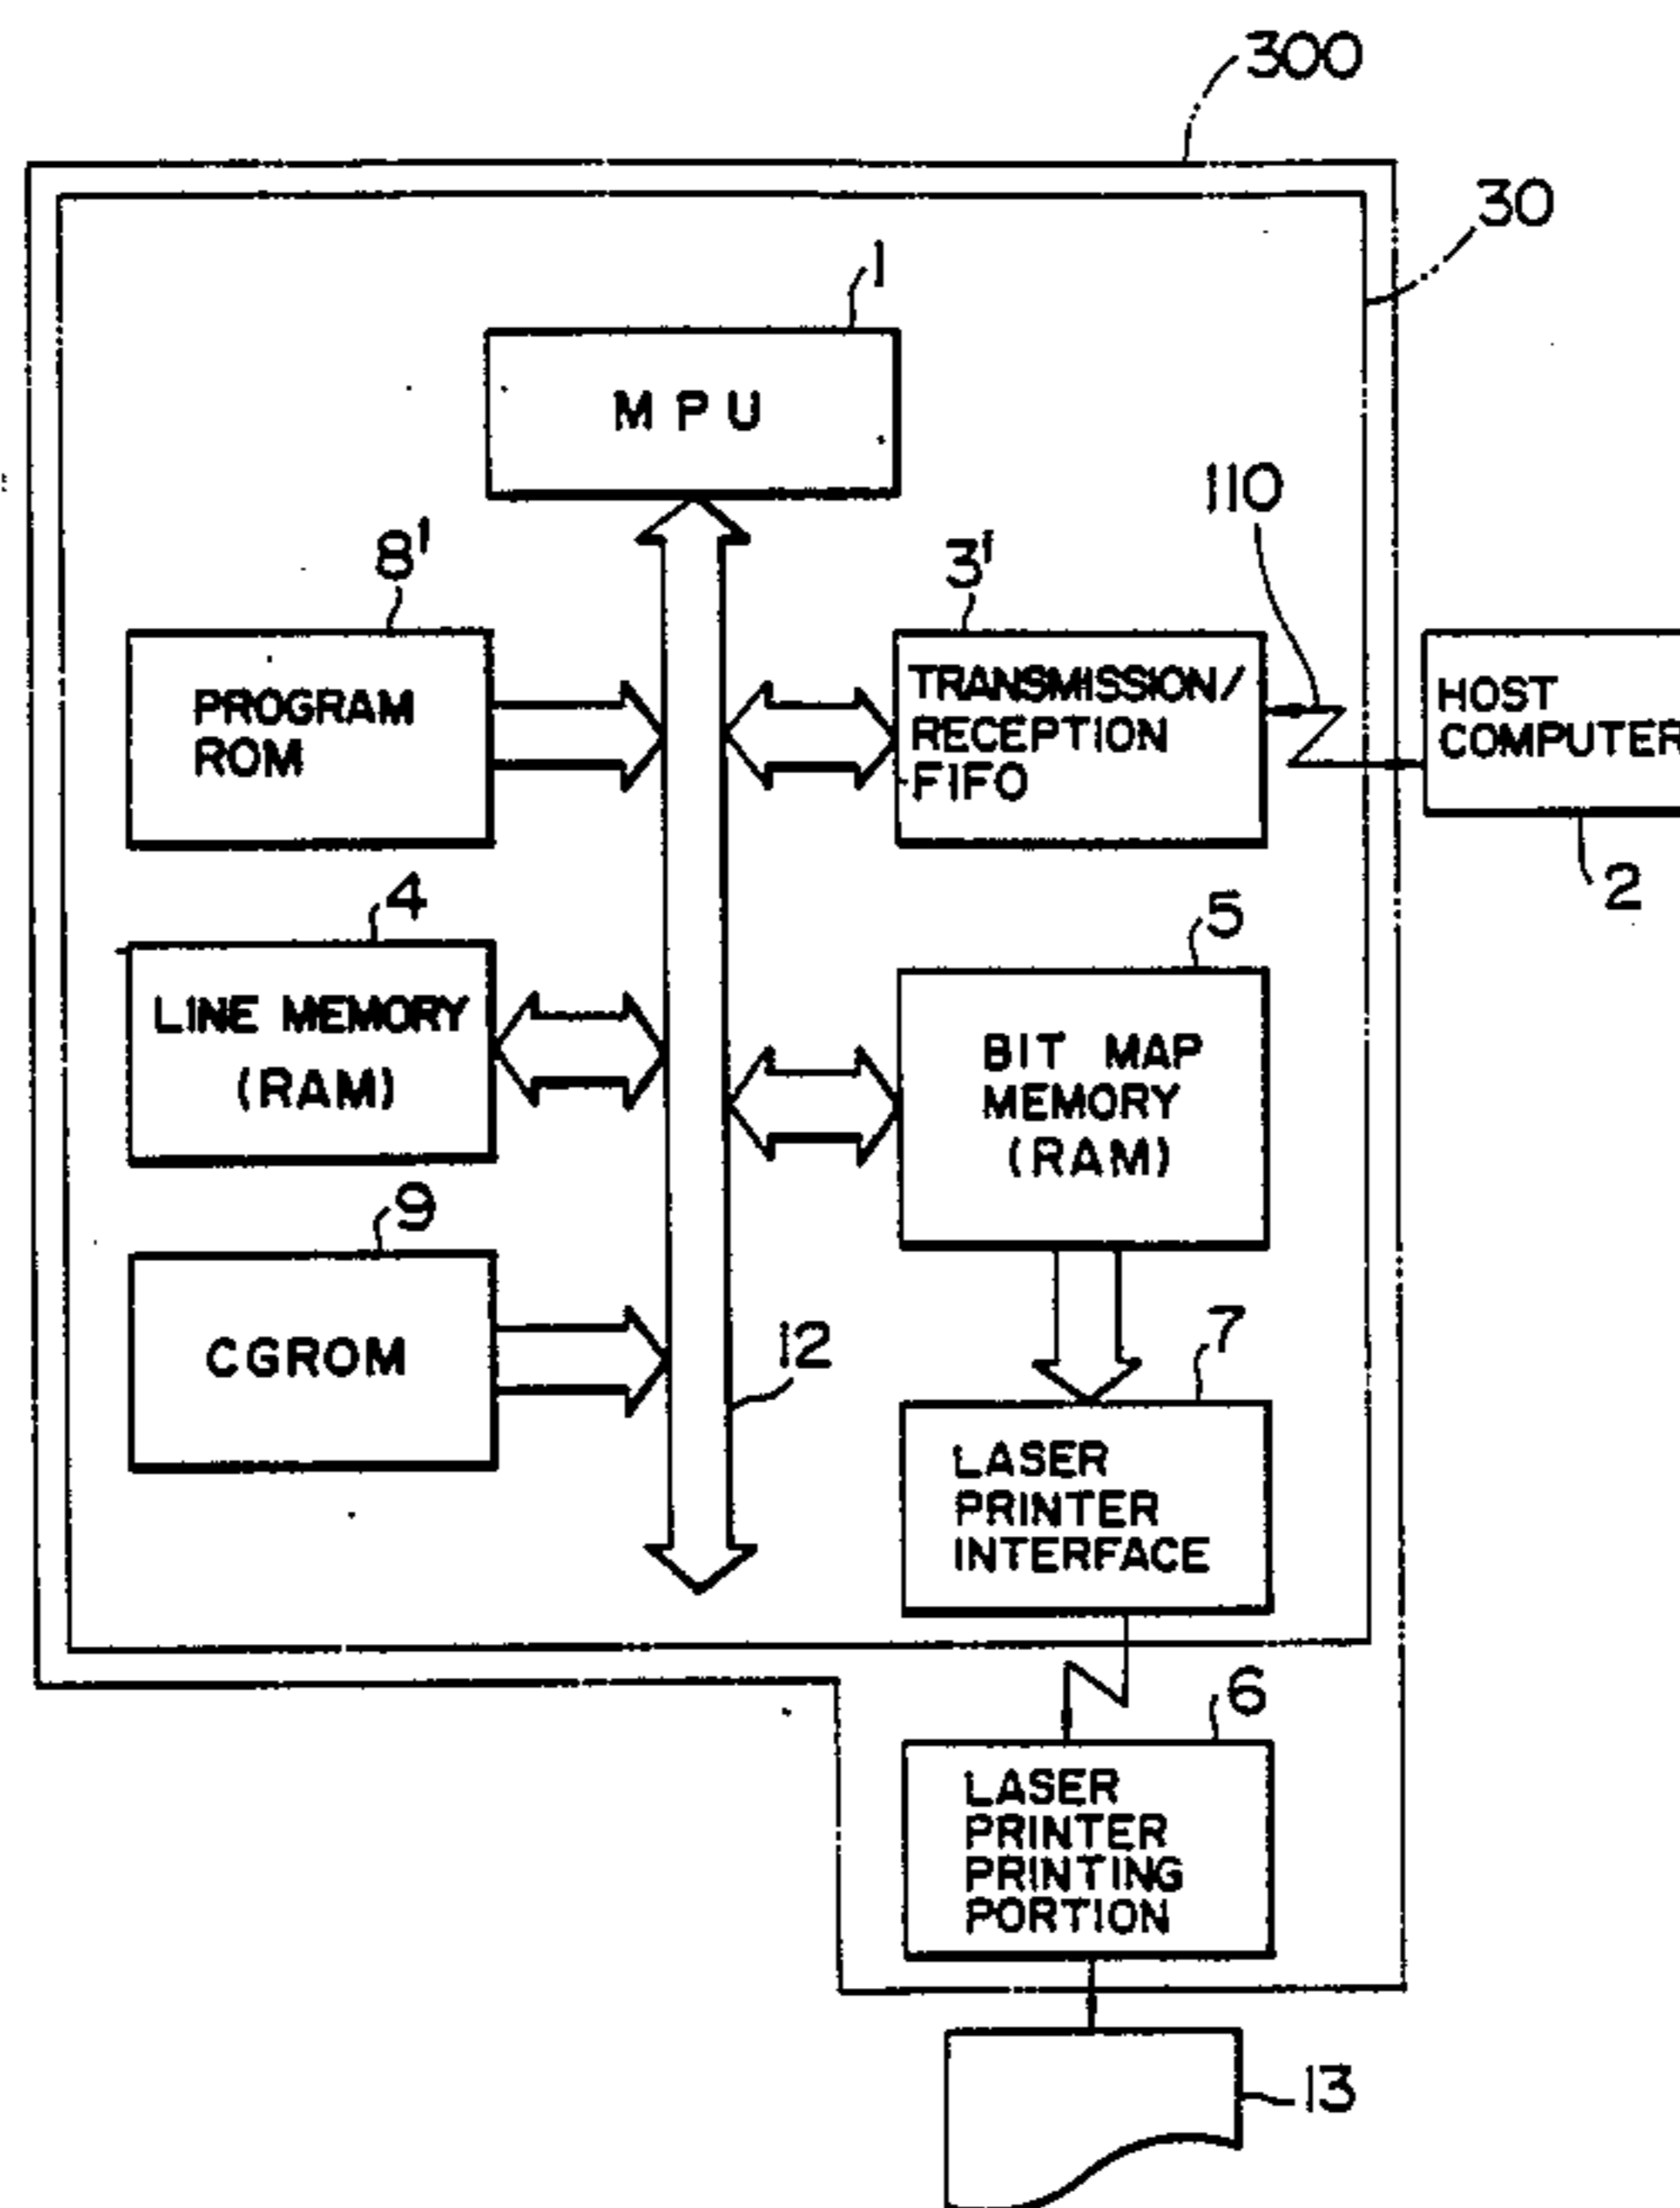 300
30
1
MPU
110
8'
3'
PROGRAM
ROM
TRANSMISSION/
RECEPTION
FIFO
HOST
COMPUTER
2
4
5
LINE MEMORY
(RAM)
BIT MAP
MEMORY
(RAM)
9
CGROM
12
7
LASER
PRINTER
INTERFACE
6
LASER
PRINTER
PRINTING
PORTION
13